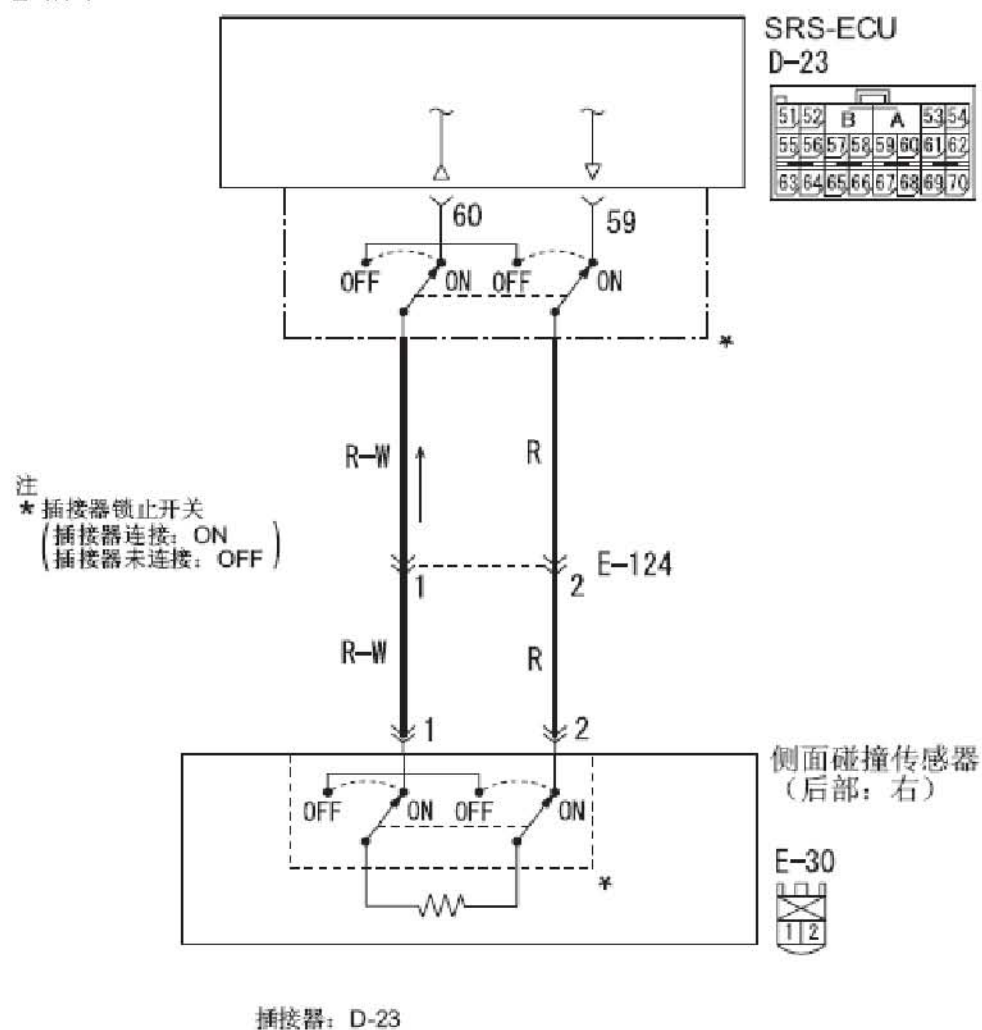 SRS-ECU
D-23
51 52 B A 53 54
55 56 57 58 59 60 61 62
63 64 65 66 67 68 69 70
60
59
OFF ON OFF ON
*
R-W
R
注
* 插接器锁止开关
(插接器连接：ON
插接器未连接：OFF)
1
2
E-124
R-W
R
1
2
侧面碰撞传感器
（后部：右）
OFF ON OFF ON
*
E-30
1 2
插接器：D-23